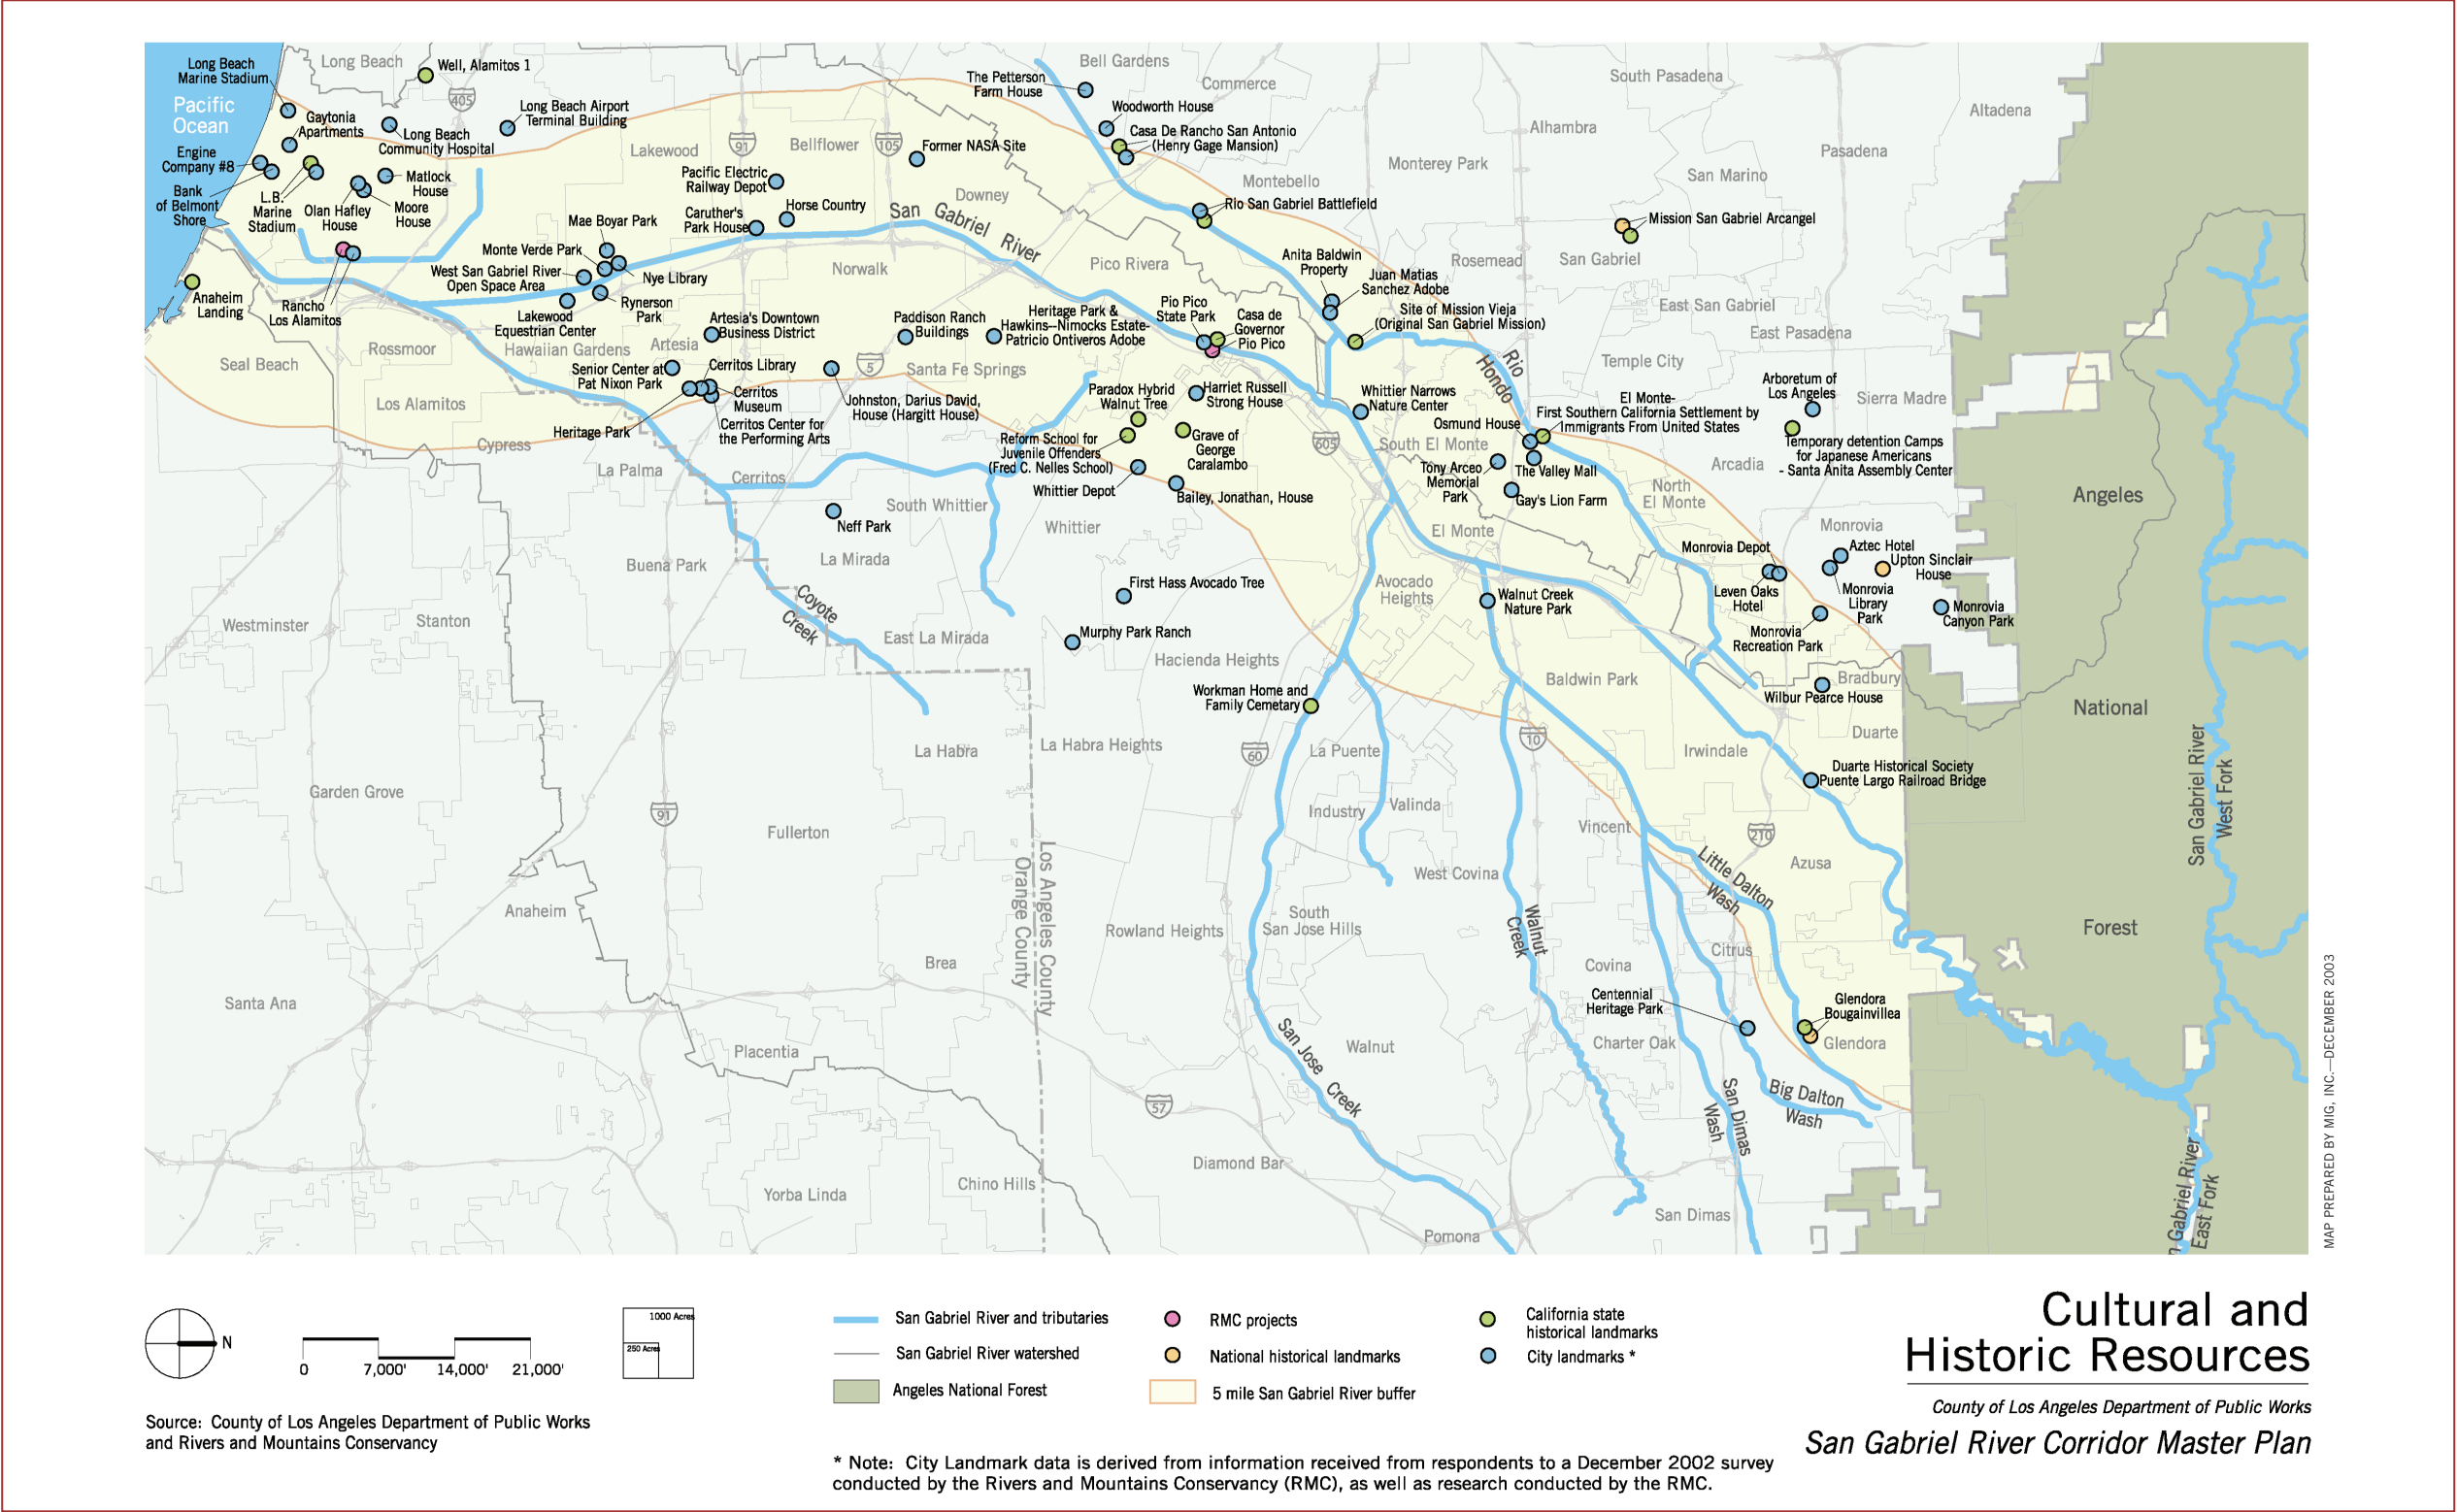 Long Beach
Marine Stadium
Long Beach
Well, Alamitos 1
405
Pacific
Ocean
Gaytonia
Apartments
Long Beach
Community Hospital
Long Beach Airport
Terminal Building
Engine
Company #8
Bank
of Belmont
Shore
L.B.
Marine
Stadium
Olan Hafley
House
Matlock
House
Moore
House
Rancho
Los Alamitos
Anaheim
Landing
Seal Beach
Rossmoor
Los Alamitos
Lakewood
91
Bellflower
105
Former NASA Site
Downey
Pacific Electric
Railway Depot
Horse Country
Caruther's
Park House
Mae Boyar Park
Monte Verde Park
West San Gabriel River
Open Space Area
Nye Library
Rynerson
Park
Lakewood
Equestrian Center
Hawaiian Gardens
San Gabriel River
Norwalk
Artesia's Downtown
Business District
Artesia
Senior Center at
Pat Nixon Park
Cerritos Library
Cerritos
Museum
Cerritos Center for
the Performing Arts
Heritage Park
Paddison Ranch
Buildings
Heritage Park &
Hawkins--Nimocks Estate-
Patricio Ontiveros Adobe
5
Santa Fe Springs
Johnston, Darius David,
House (Hargitt House)
Cypress
La Palma
Cerritos
South Whittier
Neff Park
La Mirada
Buena Park
Coyote
Creek
East La Mirada
Westminster
Stanton
Garden Grove
91
Fullerton
La Habra
Anaheim
Santa Ana
Brea
Placentia
Yorba Linda
Chino Hills
Orange County
Los Angeles County
The Petterson
Farm House
Bell Gardens
Commerce
Woodworth House
Casa De Rancho San Antonio
(Henry Gage Mansion)
Montebello
Rio San Gabriel Battlefield
Pico Rivera
Monterey Park
Alhambra
South Pasadena
Altadena
Pasadena
San Marino
Mission San Gabriel Arcangel
San Gabriel
Rosemead
Anita Baldwin
Property
Juan Matias
Sanchez Adobe
Site of Mission Vieja
(Original San Gabriel Mission)
East San Gabriel
East Pasadena
Temple City
Pio Pico
State Park
Casa de
Governor
Pio Pico
Rio
Hondo
Paradox Hybrid
Walnut Tree
Harriet Russell
Strong House
Reform School for
Juvenile Offenders
(Fred C. Nelles School)
Grave of
George
Caralambo
Whittier Depot
Bailey, Jonathan, House
Whittier
605
Whittier Narrows
Nature Center
South El Monte
Osmund House
El Monte-
First Southern California Settlement by
Immigrants From United States
Tony Arceo
Memorial
Park
The Valley Mall
Gay's Lion Farm
El Monte
North
El Monte
Arboretum of
Los Angeles
Sierra Madre
Temporary detention Camps
for Japanese Americans
- Santa Anita Assembly Center
Arcadia
Monrovia
Monrovia Depot
Aztec Hotel
Upton Sinclair
House
Leven Oaks
Hotel
Monrovia
Library
Park
Monrovia
Canyon Park
Monrovia
Recreation Park
Bradbury
Wilbur Pearce House
Duarte
Duarte Historical Society
Puente Largo Railroad Bridge
Angeles
National
Forest
First Hass Avocado Tree
Murphy Park Ranch
Hacienda Heights
Avocado
Heights
Walnut Creek
Nature Park
Workman Home and
Family Cemetary
La Habra Heights
60
La Puente
10
Baldwin Park
Irwindale
Industry
Valinda
Vincent
210
Azusa
West Covina
Little Dalton
Wash
Rowland Heights
South
San Jose Hills
Walnut
Creek
Citrus
Covina
Centennial
Heritage Park
Glendora
Bougainvillea
Glendora
Charter Oak
Walnut
San Jose Creek
57
Diamond Bar
Pomona
San Dimas
San Dimas
Wash
Big Dalton
Wash
San Gabriel River
West Fork
n Gabriel River
East Fork
MAP PREPARED BY MIG, INC.—DECEMBER 2003
N
0 7,000' 14,000' 21,000'
1000 Acres
250 Acres
Source: County of Los Angeles Department of Public Works
and Rivers and Mountains Conservancy
San Gabriel River and tributaries
San Gabriel River watershed
Angeles National Forest
RMC projects
National historical landmarks
5 mile San Gabriel River buffer
California state
historical landmarks
City landmarks *
* Note: City Landmark data is derived from information received from respondents to a December 2002 survey
conducted by the Rivers and Mountains Conservancy (RMC), as well as research conducted by the RMC.
Cultural and
Historic Resources
County of Los Angeles Department of Public Works
San Gabriel River Corridor Master Plan